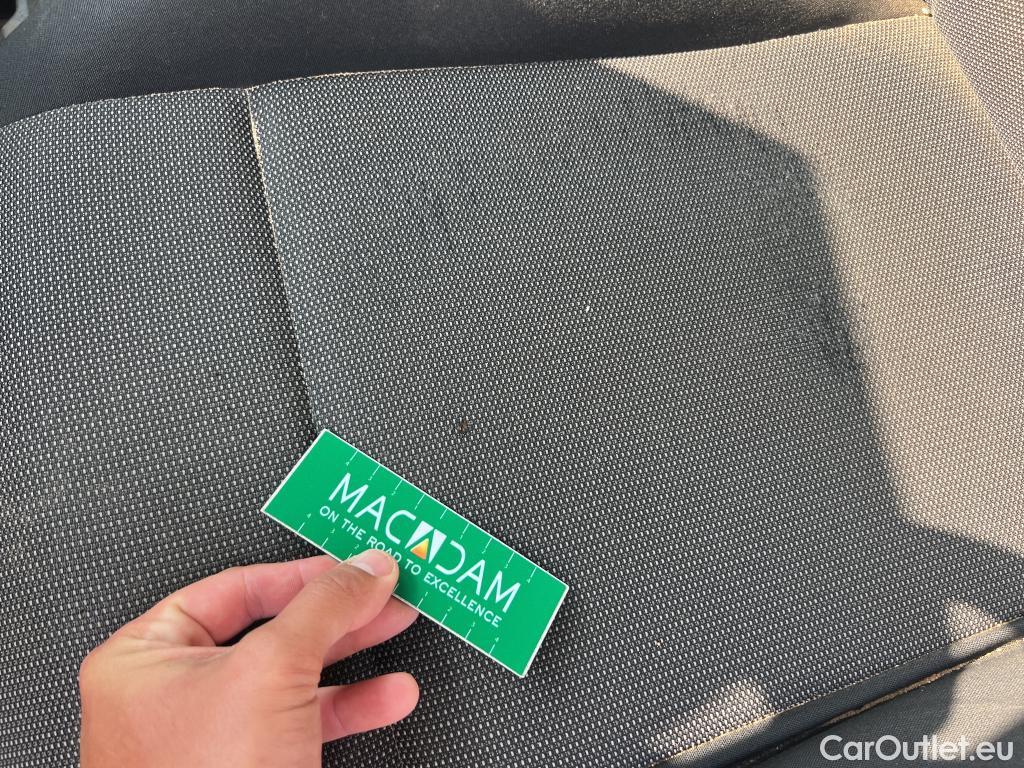 MACADAM
ON THE ROAD TO EXCELLENCE
CarOutlet.eu